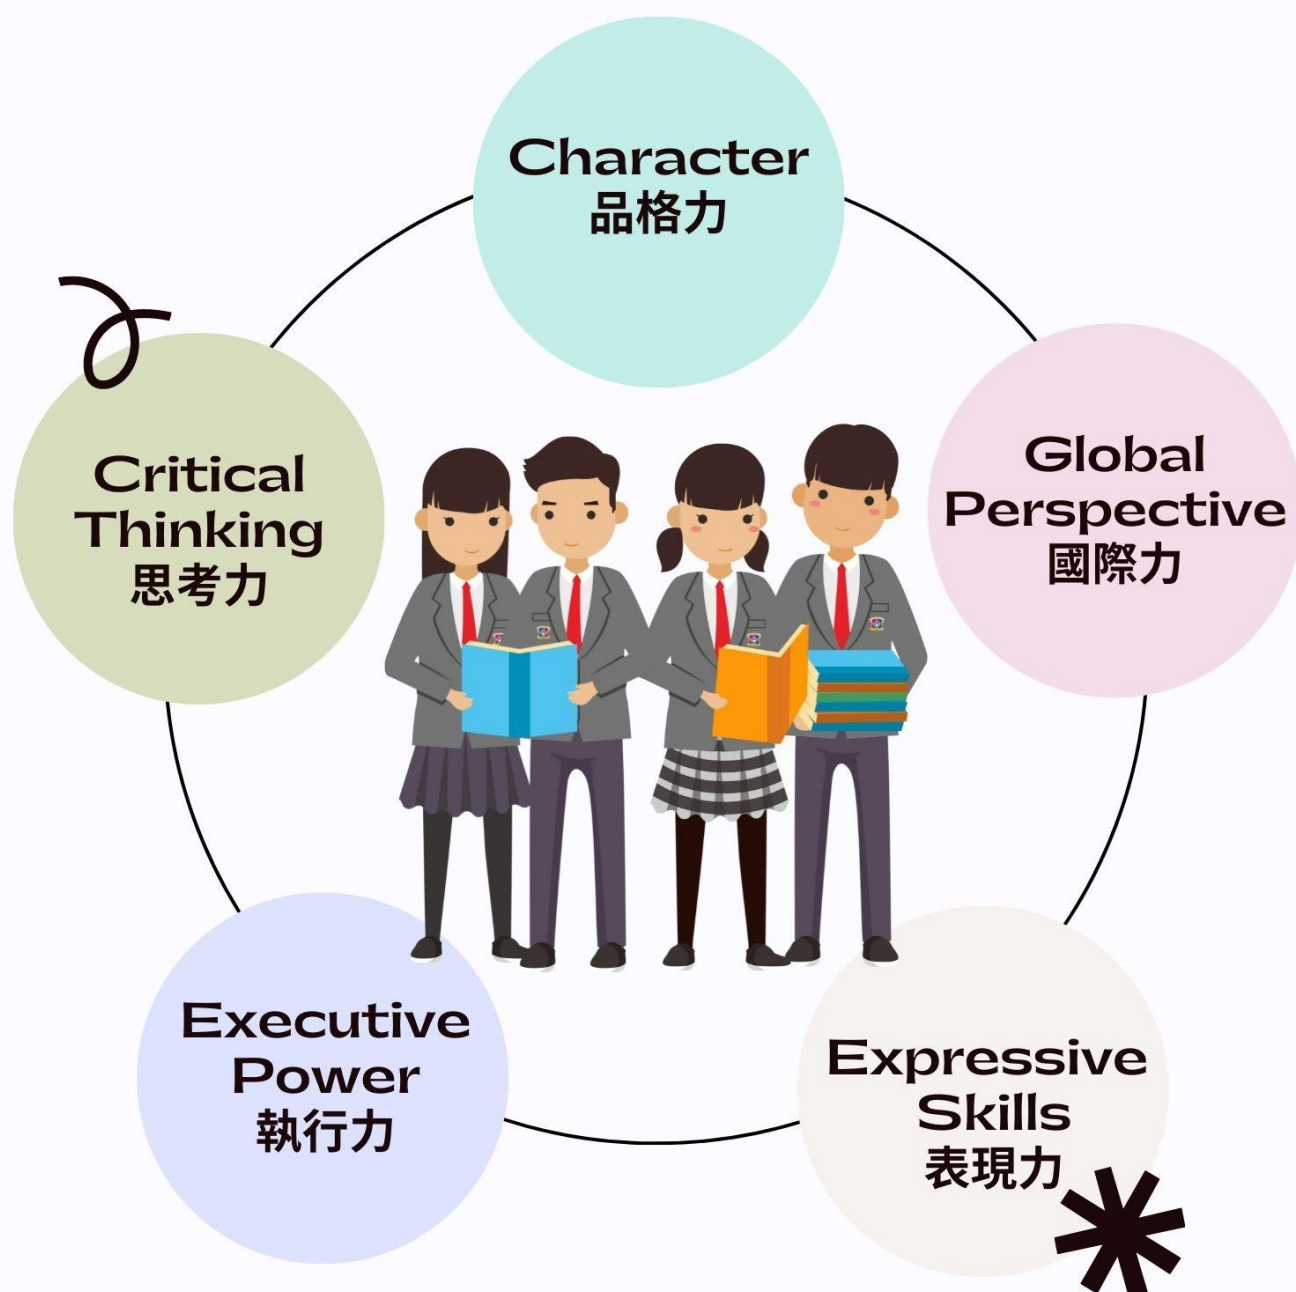 Character
品格力
Global
Perspective
國際力
Expressive
Skills
表現力
Executive
Power
執行力
Critical
Thinking
思考力